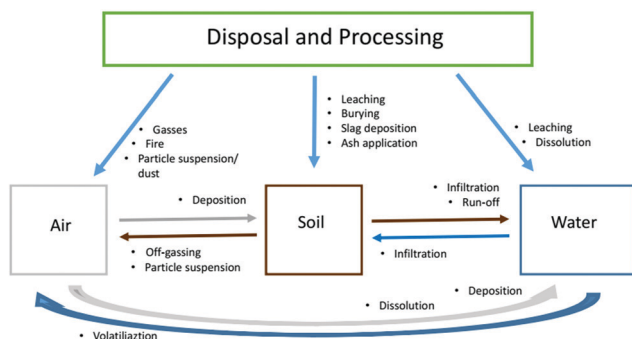 Disposal and Processing
• Gasses
• Fire
• Particle suspension/
dust
• Leaching
• Burying
• Slag deposition
• Ash application
• Leaching
• Dissolution
Air
• Deposition
• Off-gassing
• Particle suspension
Soil
• Infiltration
• Run-off
• Infiltration
Water
• Deposition
• Dissolution
• Volatiliaztion